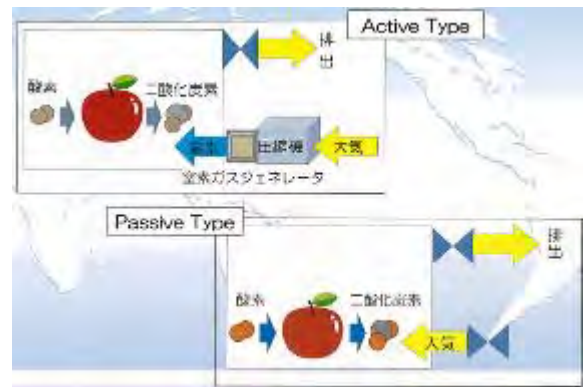 Active Type
排出
酸素
二酸化炭素
窒素
圧縮機
大気
窒素ガスジェネレータ
Passive Type
排出
酸素
二酸化炭素
大気